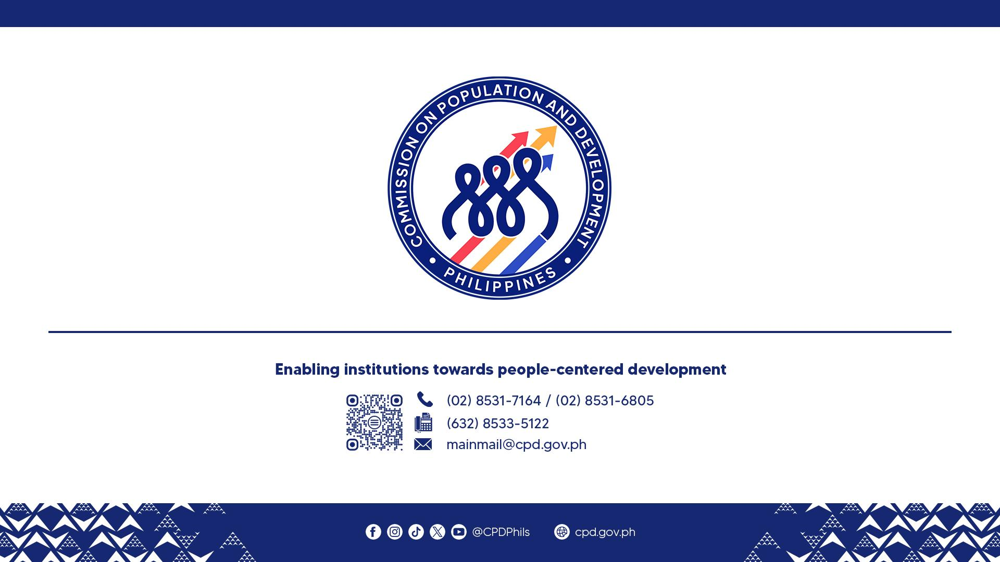 COMMISSION ON POPULATION AND DEVELOPMENT
• PHILIPPINES •
Enabling institutions towards people-centered development
(02) 8531-7164 / (02) 8531-6805
(632) 8533-5122
mainmail@cpd.gov.ph
@CPDPhils cpd.gov.ph